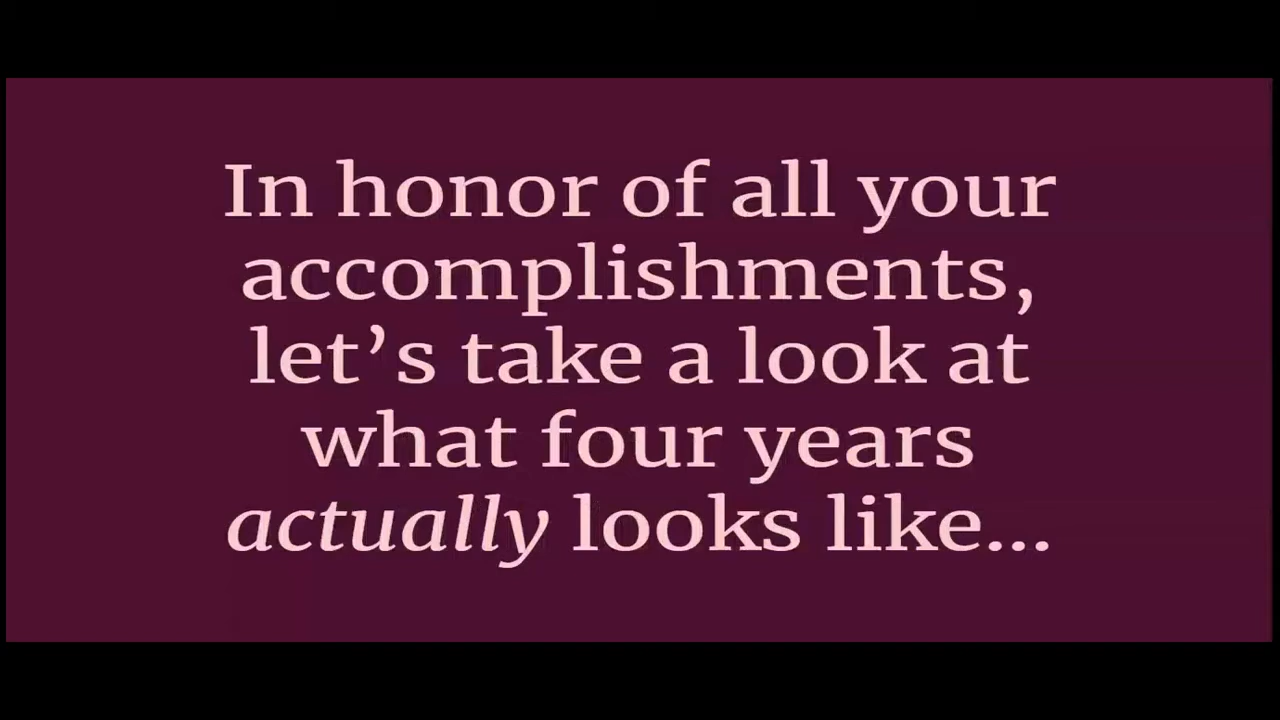 In honor of all your
accomplishments,
let’s take a look at
what four years
actually looks like...